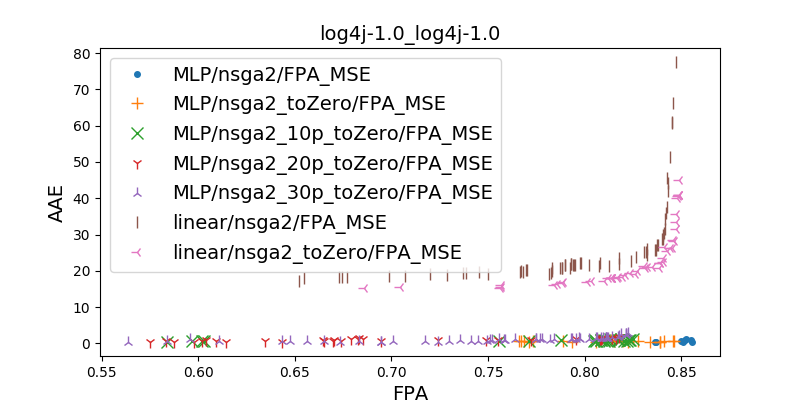 log4j-1.0_log4j-1.0
80
70
60
50
40
30
20
10
0
AAE
MLP/nsga2/FPA_MSE
MLP/nsga2_toZero/FPA_MSE
MLP/nsga2_10p_toZero/FPA_MSE
MLP/nsga2_20p_toZero/FPA_MSE
MLP/nsga2_30p_toZero/FPA_MSE
linear/nsga2/FPA_MSE
linear/nsga2_toZero/FPA_MSE
0.55 0.60 0.65 0.70 0.75 0.80 0.85
FPA